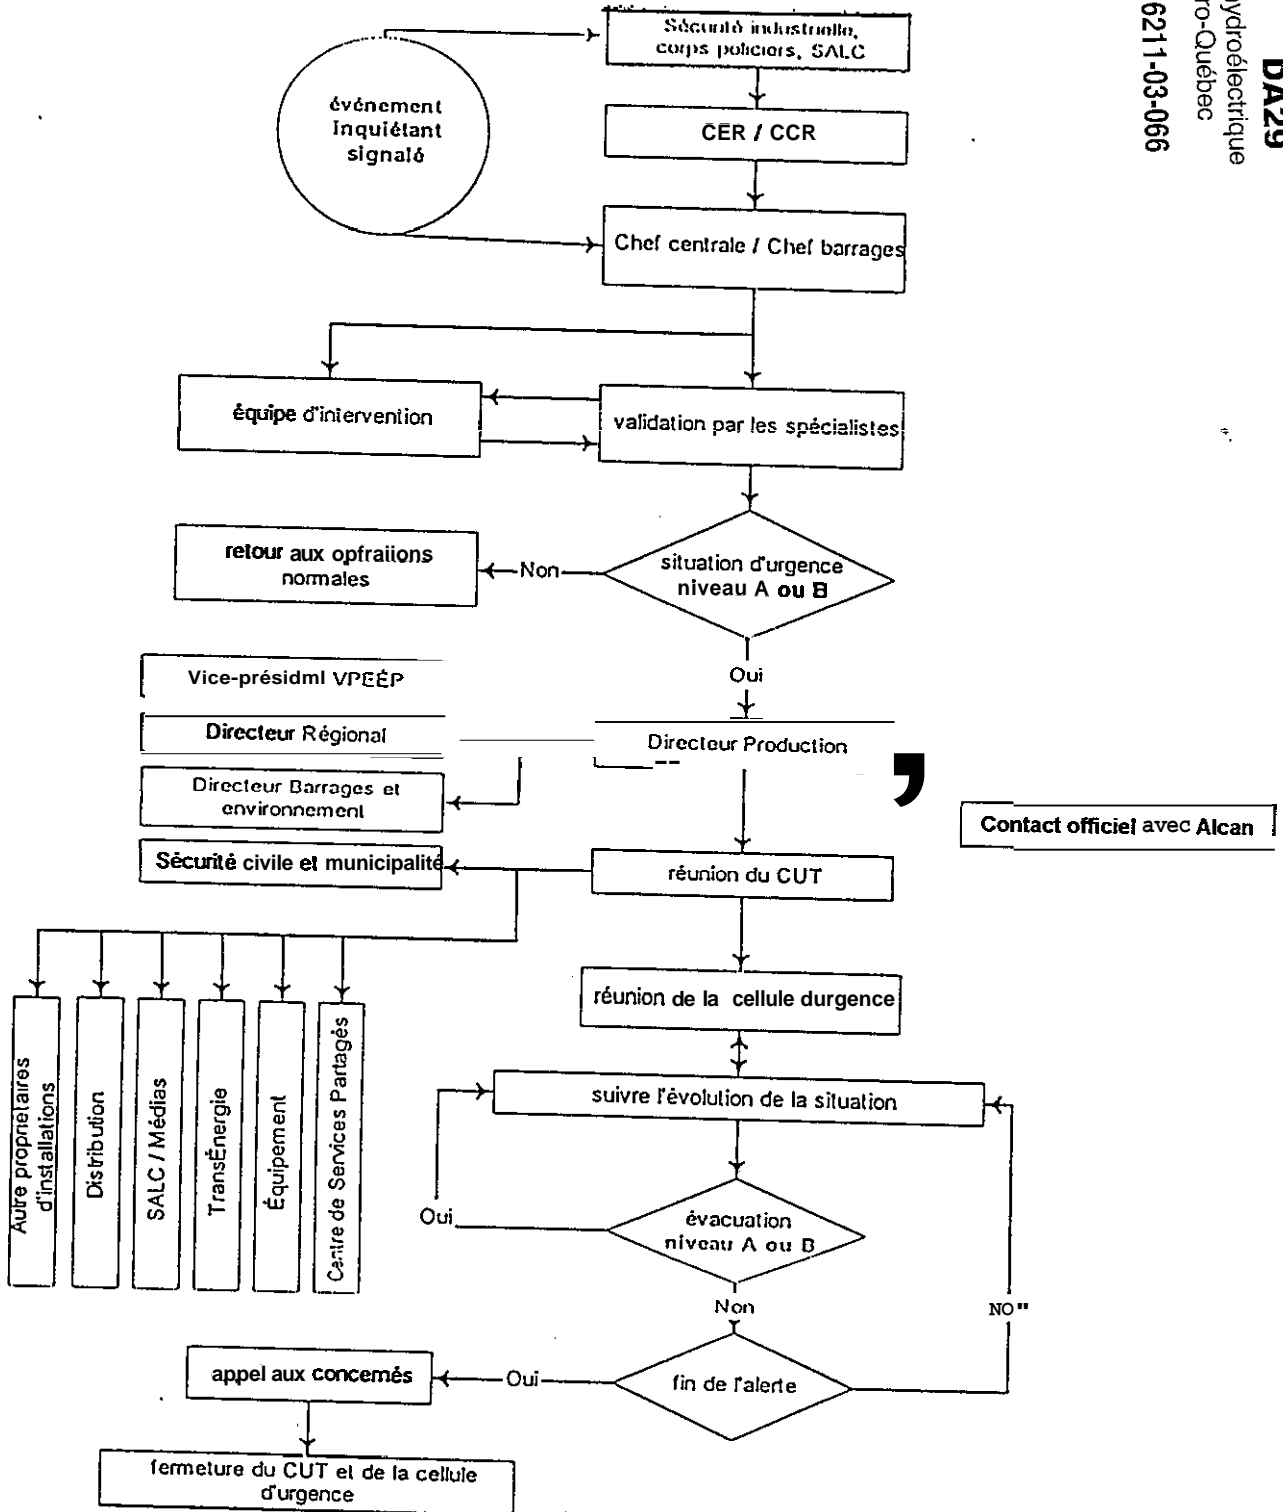 DA29
ydroélectrique
ro-Québec
6211-03-066
Sécurité industrielle,
corps policiers, SALC
événement
Inquiétant
signaló
CER / CCR
Chef centrale / Chef barrages
équipe d'intervention
validation par les spécialistes
retour aux opfraiions
normales
Non
situation d'urgence
niveau A ou B
Oui
Vice-présidml VPEÉP
Directeur Régional
Directeur Production
Directeur Barrages et
environnement
Contact officiel avec Alcan
Sécurité civile et municipalité
réunion du CUT
réunion de la cellule durgence
Autre propriétaires
d'installations
Distribution
SALC / Médias
TransÉnergie
Équipement
Centre de Services Partagés
suivre l'évolution de la situation
Oui
évacuation
niveau A ou B
Non
NO"
appel aux concernés
Oui
fin de l'alerte
fermeture du CUT et de la cellule
d'urgence